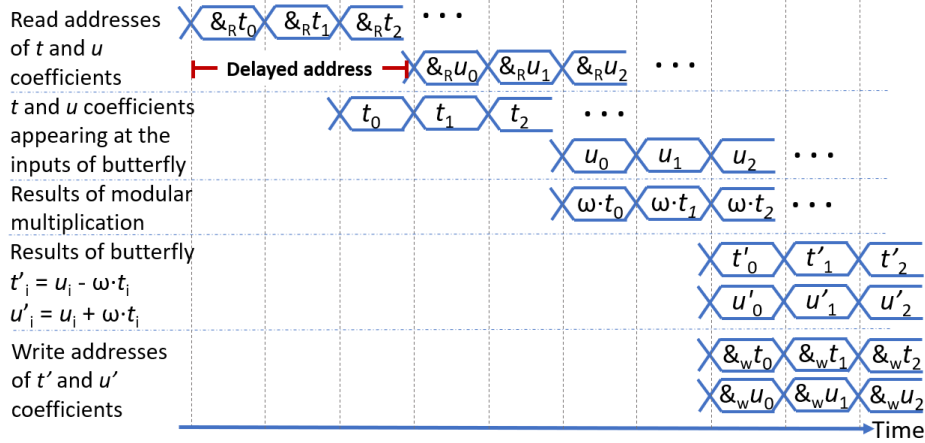 Read addresses
of t and u
coefficients
&Rt0 &Rt1 &Rt2 ...
Delayed address
&Ru0 &Ru1 &Ru2 ...
t and u coefficients
appearing at the
inputs of butterfly
t0 t1 t2 ...
u0 u1 u2 ...
Results of modular
multiplication
ω·t0 ω·t1 ω·t2 ...
Results of butterfly
t'i = ui - ω·ti
u'i = ui + ω·ti
t'0 t'1 t'2
u'0 u'1 u'2
Write addresses
of t' and u'
coefficients
&wt0 &wt1 &wt2
&wu0 &wu1 &wu2
Time